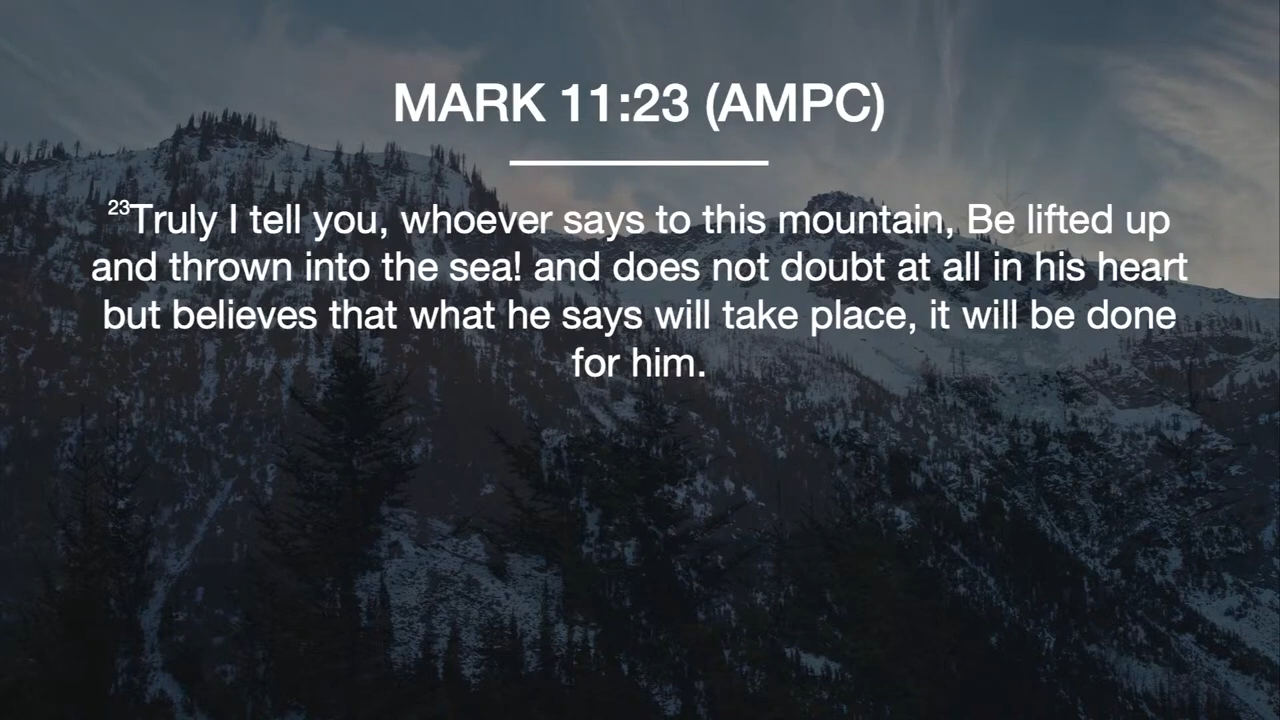 MARK 11:23 (AMPC)
23Truly I tell you, whoever says to this mountain, Be lifted up
and thrown into the sea! and does not doubt at all in his heart
but believes that what he says will take place, it will be done
for him.